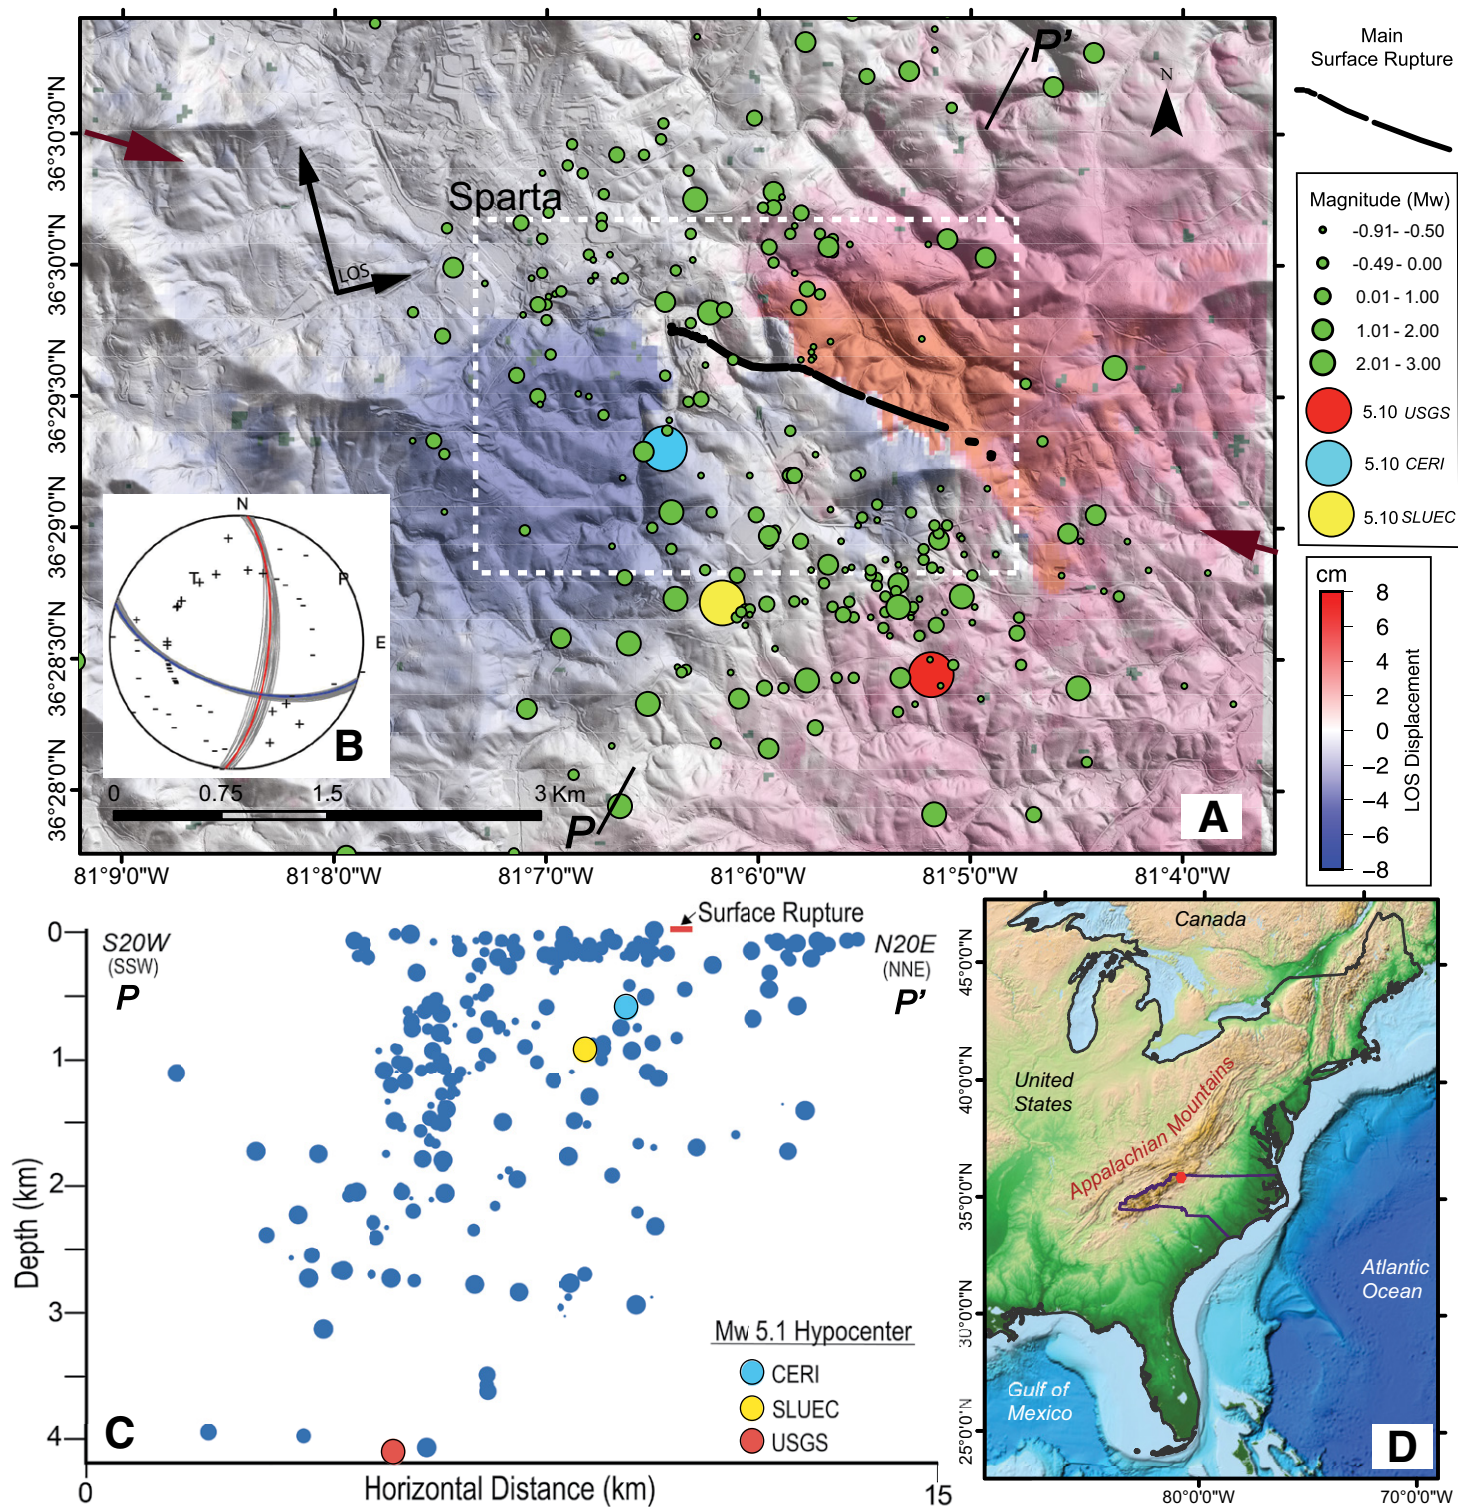 P'
N
Main
Surface Rupture
Sparta
LOS
36°30'30"N
36°30'0"N
36°29'30"N
36°29'0"N
36°28'30"N
36°28'0"N
Magnitude (Mw)
-0.91- -0.50
-0.49 - 0.00
0.01 - 1.00
1.01 - 2.00
2.01 - 3.00
5.10 USGS
5.10 CERI
5.10 SLUEC
N
T
P
E
B
0 0.75 1.5 3 Km
P
A
cm
8
6
4
2
0
−2
−4
−6
−8
LOS Displacement
81°9'0"W 81°8'0"W 81°70'0"W 81°6'0"W 81°50'0"W 81°4'0"W
Surface Rupture
S20W
(SSW)
P
N20E
(NNE)
P'
0
1
2
3
4
Depth (km)
Mw 5.1 Hypocenter
CERI
SLUEC
USGS
C
0 15
Horizontal Distance (km)
Canada
United
States
Appalachian Mountains
Atlantic
Ocean
Gulf of
Mexico
D
45°0'0"N
40°0'0"N
35°0'0"N
30°0'0"N
25°0'0"N
80°0'0"W 70°0'0"W